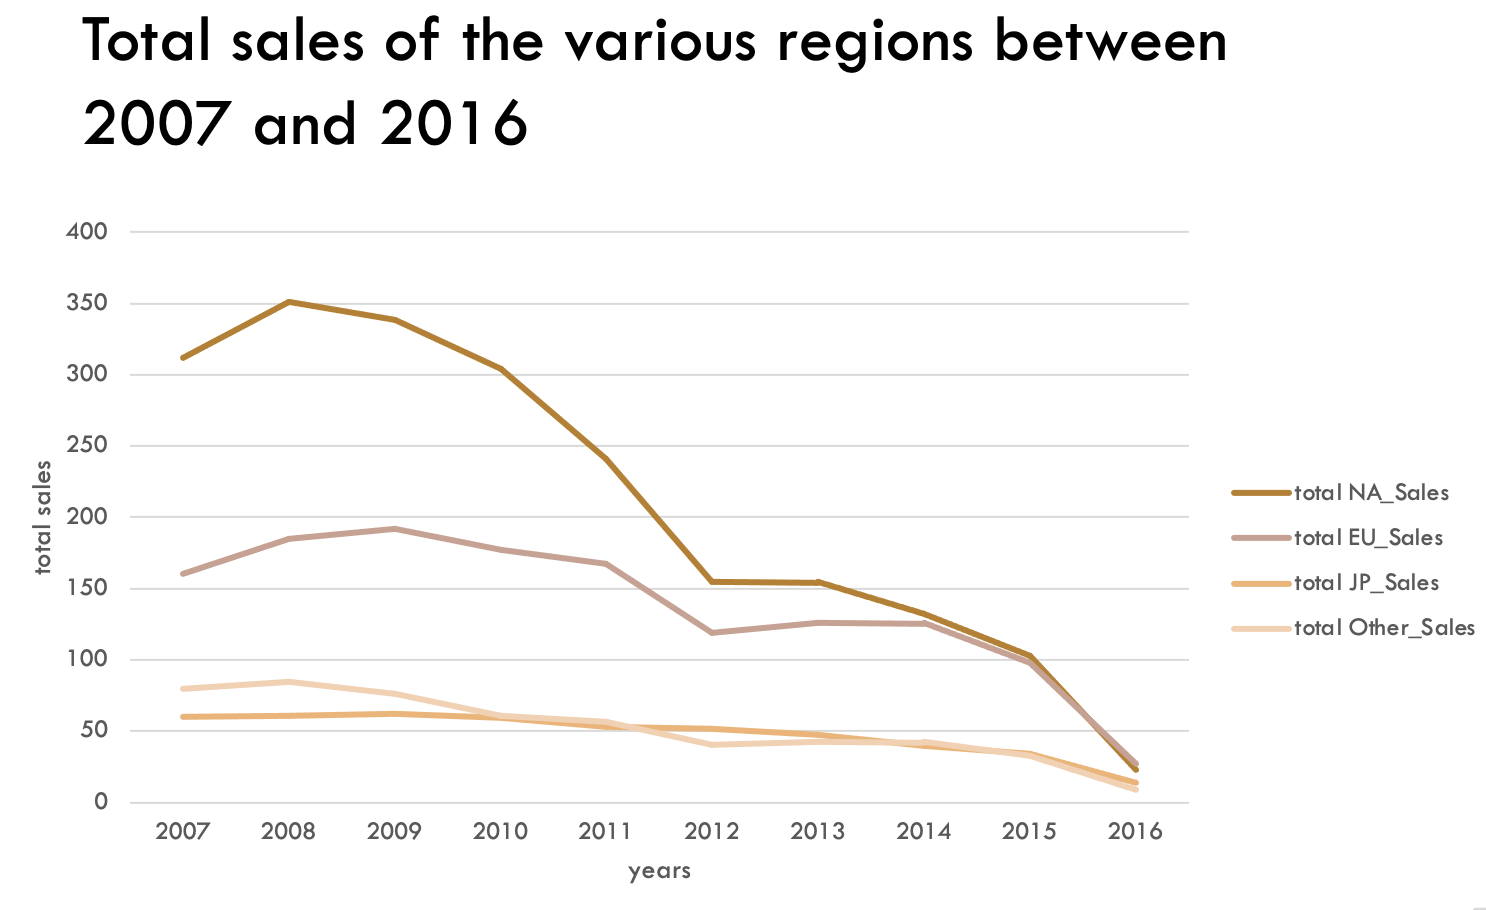 Total sales of the various regions between
2007 and 2016
400
350
300
250
200
150
100
50
0
total sales
2007 2008 2009 2010 2011 2012 2013 2014 2015 2016
years
total NA_Sales
total EU_Sales
total JP_Sales
total Other_Sales